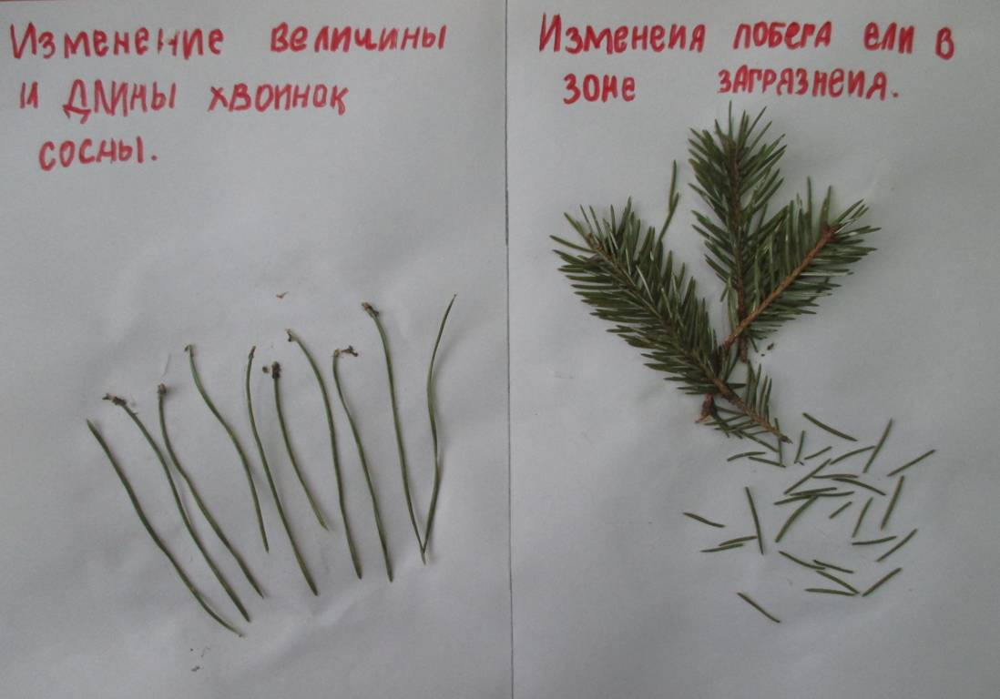 Изменение величины
и длины хвоинок
сосны.
Изменеия побега ели в
зоне загрязнеия.